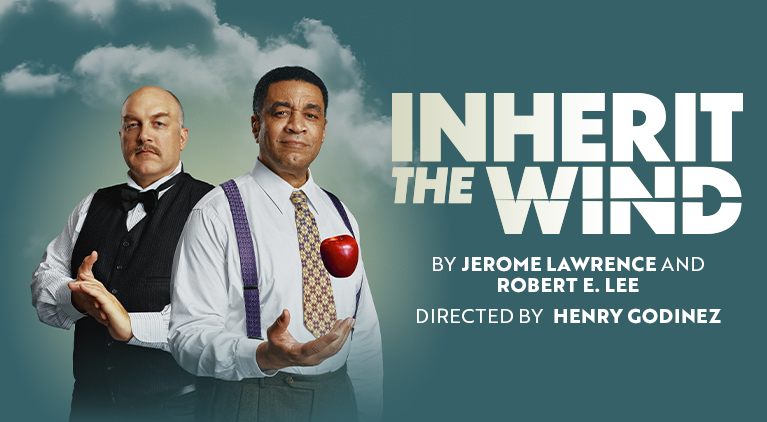 INHERIT
THE WIND
BY JEROME LAWRENCE AND
ROBERT E. LEE
DIRECTED BY HENRY GODINEZ